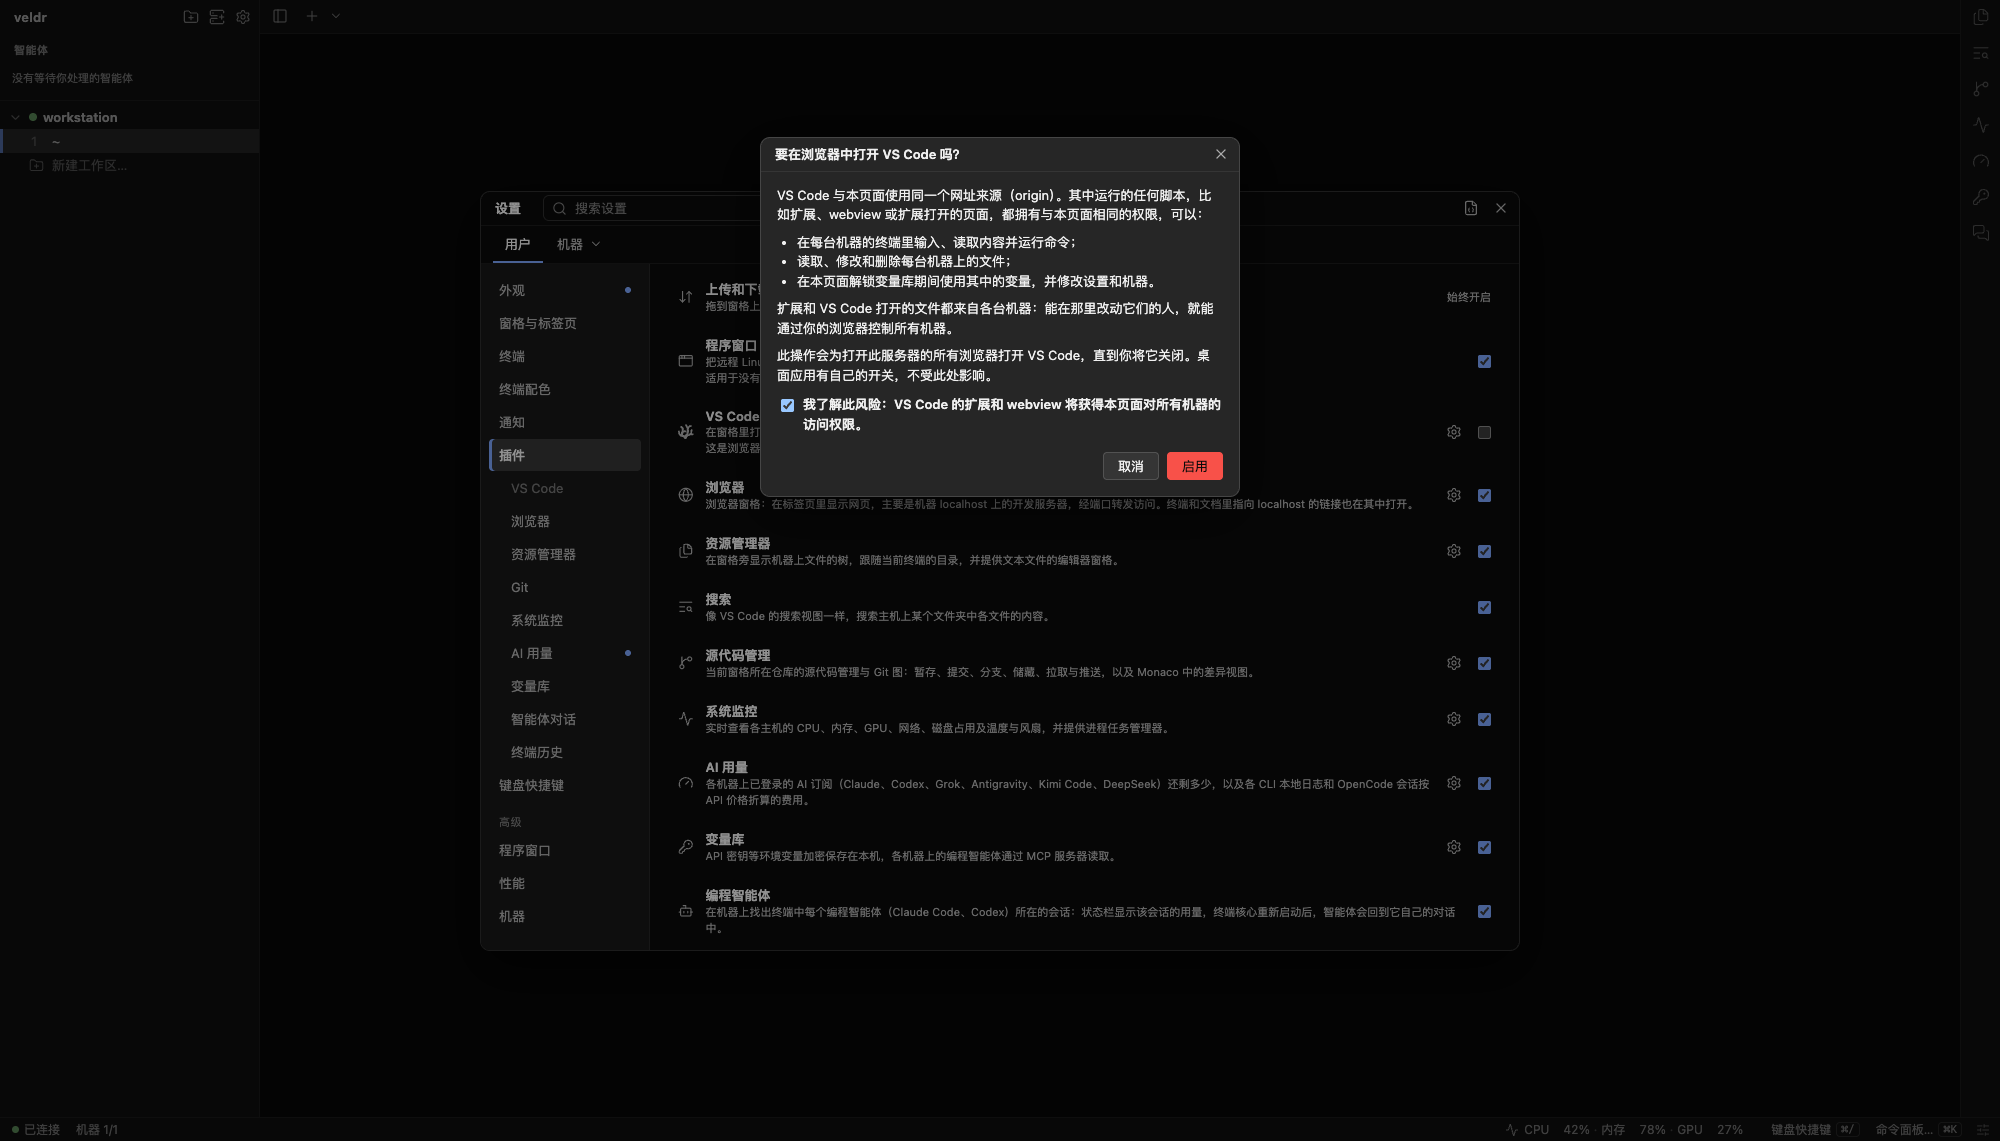 veldr
智能体
没有等待你处理的智能体
workstation
1 ~
新建工作区...
要在浏览器中打开 VS Code 吗?
VS Code 与本页面使用同一个网址来源（origin）。其中运行的任何脚本，比
如扩展、webview 或扩展打开的页面，都拥有与本页面相同的权限，可以：
• 在每台机器的终端里输入、读取内容并运行命令；
• 读取、修改和删除每台机器上的文件；
• 在本页面解锁变量库期间使用其中的变量，并修改设置和机器。
扩展和 VS Code 打开的文件都来自各台机器：能在那里改动它们的人，就能
通过你的浏览器控制所有机器。
此操作会为打开此服务器的所有浏览器打开 VS Code，直到你将它关闭。桌
面应用有自己的开关，不受此处影响。
我了解此风险：VS Code 的扩展和 webview 将获得本页面对所有机器的
访问权限。
取消
启用
设置
搜索设置
用户
机器
外观
窗格与标签页
终端
终端配色
通知
插件
VS Code
浏览器
资源管理器
Git
系统监控
AI 用量
变量库
智能体对话
终端历史
键盘快捷键
高级
程序窗口
性能
机器
上传和下
拖到窗格上
始终开启
程序窗口
把远程 Linu
适用于没有
VS Code
在窗格里打
这是浏览器
浏览器
浏览器窗格：在标签页里显示网页，主要是机器 localhost 上的开发服务器，经端口转发访问。终端和文档里指向 localhost 的链接也在其中打开。
资源管理器
在窗格旁显示机器上文件的树，跟随当前终端的目录，并提供文本文件的编辑器窗格。
搜索
像 VS Code 的搜索视图一样，搜索主机上某个文件夹中各文件的内容。
源代码管理
当前窗格所在仓库的源代码管理与 Git 图：暂存、提交、分支、储藏、拉取与推送，以及 Monaco 中的差异视图。
系统监控
实时查看各主机的 CPU、内存、GPU、网络、磁盘占用及温度与风扇，并提供进程任务管理器。
AI 用量
各机器上已登录的 AI 订阅（Claude、Codex、Grok、Antigravity、Kimi Code、DeepSeek）还剩多少，以及各 CLI 本地日志和 OpenCode 会话按
API 价格折算的费用。
变量库
API 密钥等环境变量加密保存在本机，各机器上的编程智能体通过 MCP 服务器读取。
编程智能体
在机器上找出终端中每个编程智能体（Claude Code、Codex）所在的会话：状态栏显示该会话的用量，终端核心重新启动后，智能体会回到它自己的对话
中。
已连接 机器 1/1
CPU 42% · 内存 78% · GPU 27%
键盘快捷键 ⌘/
命令面板... ⌘K